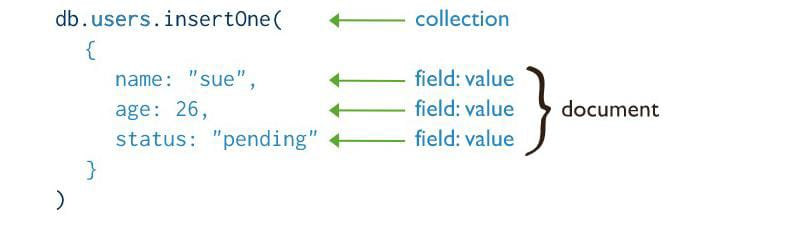 db.users.insertOne( collection
{
name: "sue", field: value
age: 26, field: value document
status: "pending" field: value
}
)